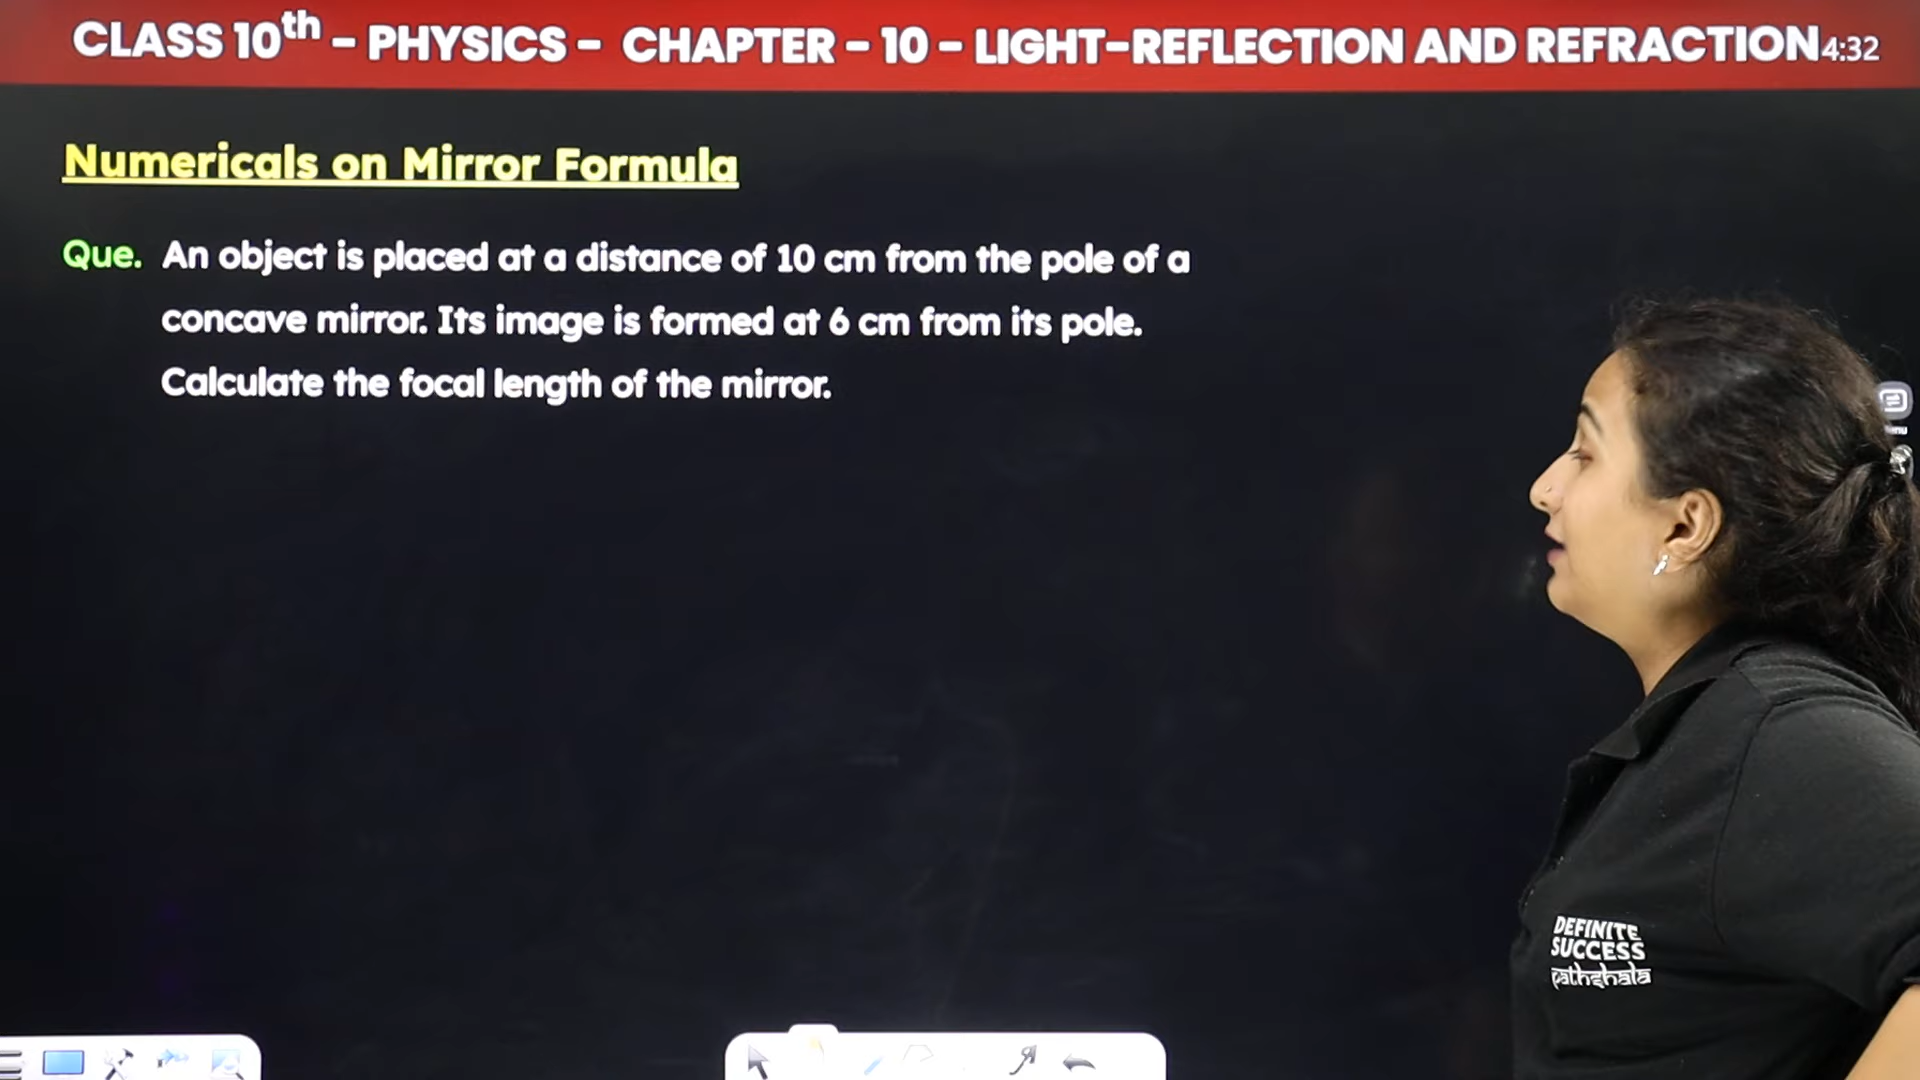 CLASS 10th - PHYSICS - CHAPTER - 10 - LIGHT-REFLECTION AND REFRACTION 4:32
Numericals on Mirror Formula
Que. An object is placed at a distance of 10 cm from the pole of a
concave mirror. Its image is formed at 6 cm from its pole.
Calculate the focal length of the mirror.
DEFINITE
SUCCESS
pathshala